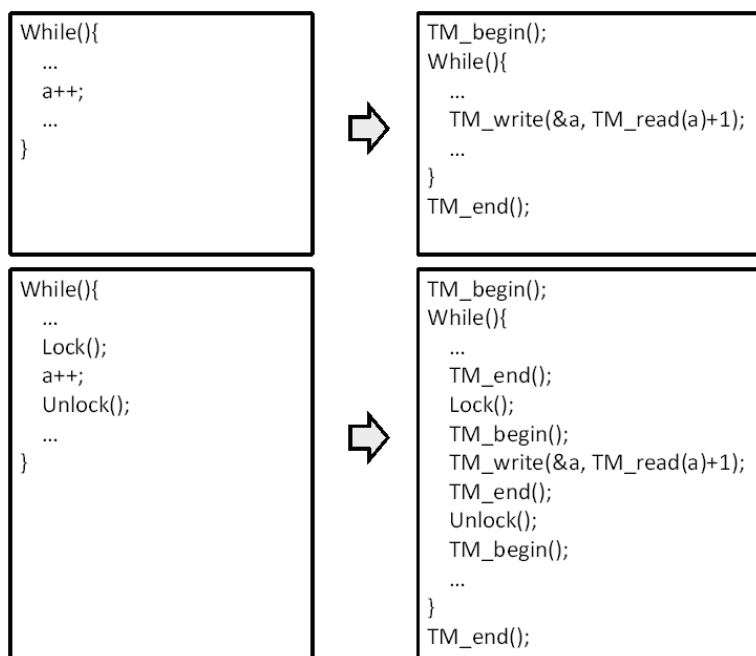 While(){
...
a++;
...
}
TM_begin();
While(){
...
TM_write(&a, TM_read(a)+1);
...
}
TM_end();
While(){
...
Lock();
a++;
Unlock();
...
}
TM_begin();
While(){
...
TM_end();
Lock();
TM_begin();
TM_write(&a, TM_read(a)+1);
TM_end();
Unlock();
TM_begin();
...
}
TM_end();